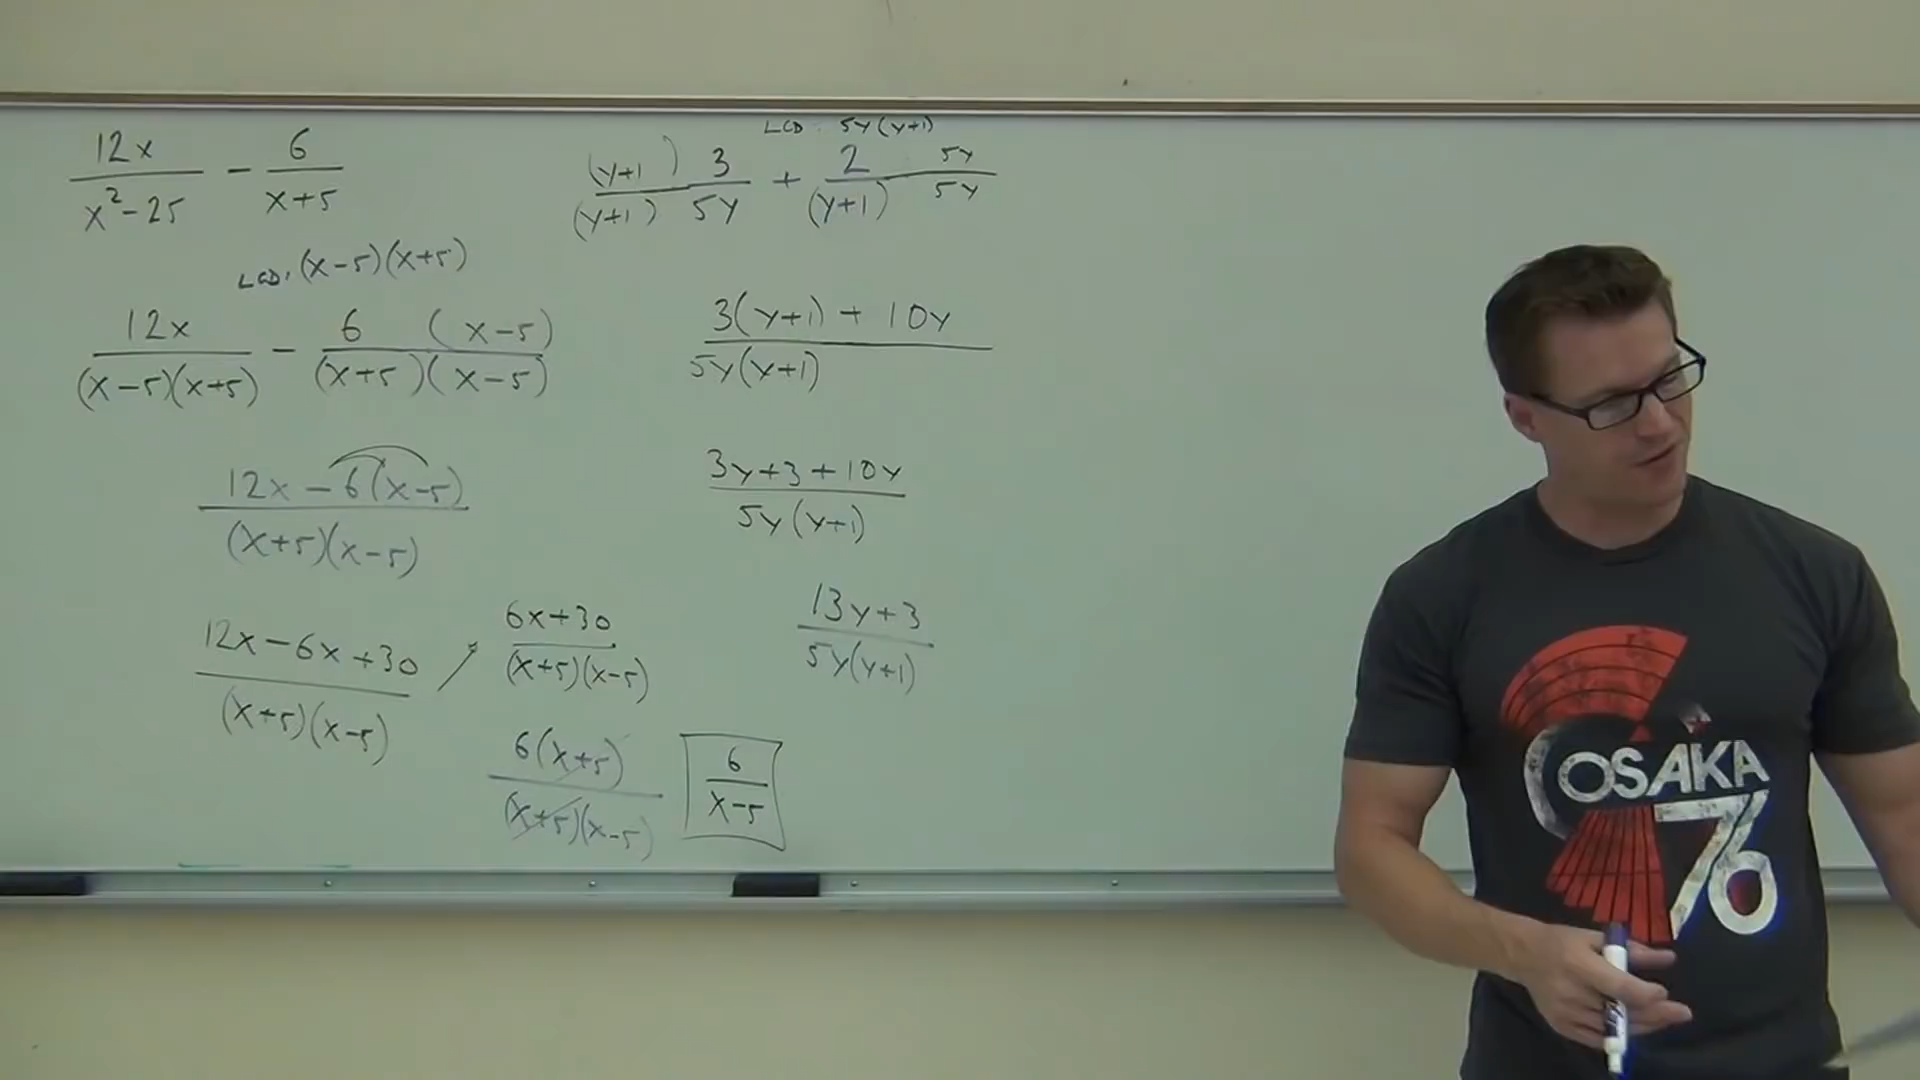 12x/(x²-25) - 6/(x+5)
LCD: (x-5)(x+5)
12x/((x-5)(x+5)) - 6(x-5)/((x+5)(x-5))
(12x-6(x-5))/((x+5)(x-5))
(12x-6x+30)/((x+5)(x-5))
(6x+30)/((x+5)(x-5))
6(x+5)/((x+5)(x-5))
6/(x-5)
LCD: 5y(y+1)
(y+1)3/((y+1)5y) + 2 5y/((y+1)5y)
(3(y+1)+10y)/(5y(y+1))
(3y+3+10y)/(5y(y+1))
(13y+3)/(5y(y+1))
OSAKA
76